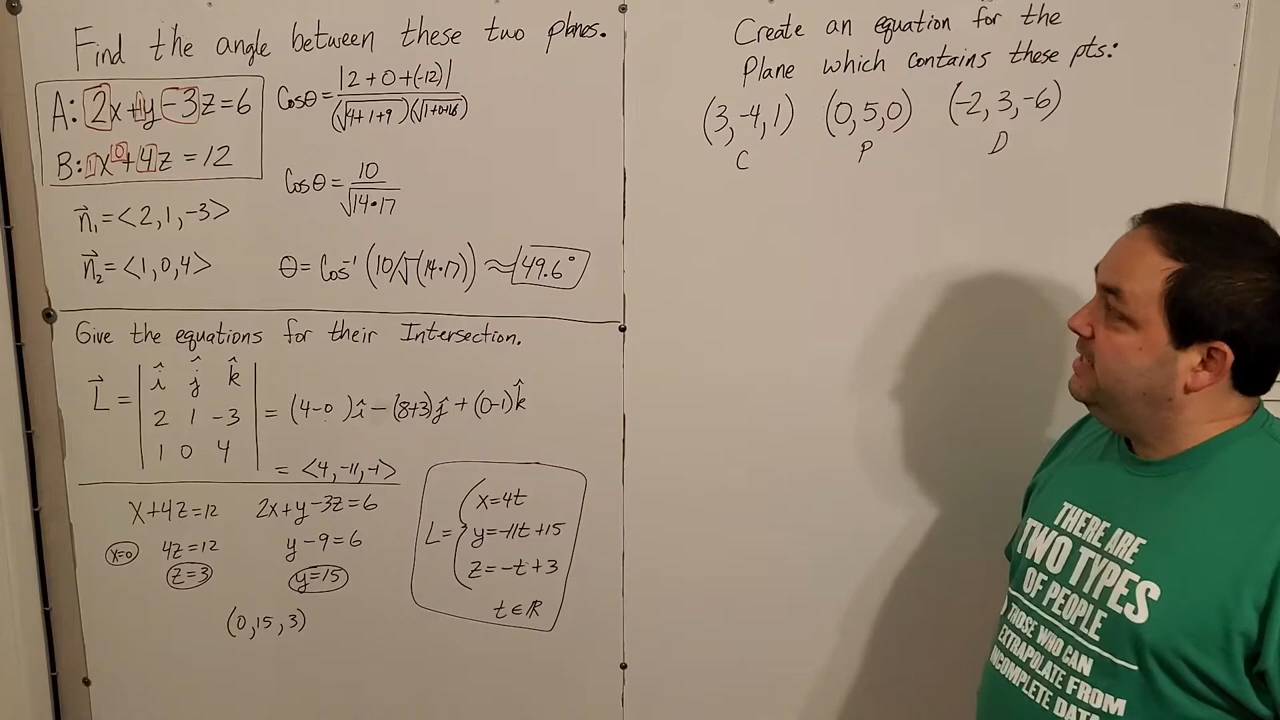 Find the angle between these two planes.
A: 2x+1y-3z=6
B: 1x+0+4z=12
n₁=<2,1,-3>
n₂=<1,0,4>
Cosθ=|2+0+(-12)|/(√4+1+9)(√1+0+16)
Cosθ=10/√14•17
θ=Cos⁻¹(10/√(14•17))≈49.6°
Give the equations for their Intersection.
L=
î ĵ k̂
2 1 -3
1 0 4
=(4-0)î-(8+3)ĵ+(0-1)k̂
=<4,-11,-1>
x+4z=12 2x+y-3z=6
x=0 4z=12 y-9=6
z=3 y=15
(0,15,3)
L={x=4t
y=-11t+15
z=-t+3
t∈ℝ
Create an equation for the
Plane which contains these pts:
(3,-4,1) (0,5,0) (-2,3,-6)
C P D
THERE ARE
TWO TYPES
OF PEOPLE
THOSE WHO CAN
EXTRAPOLATE FROM
INCOMPLETE DATA